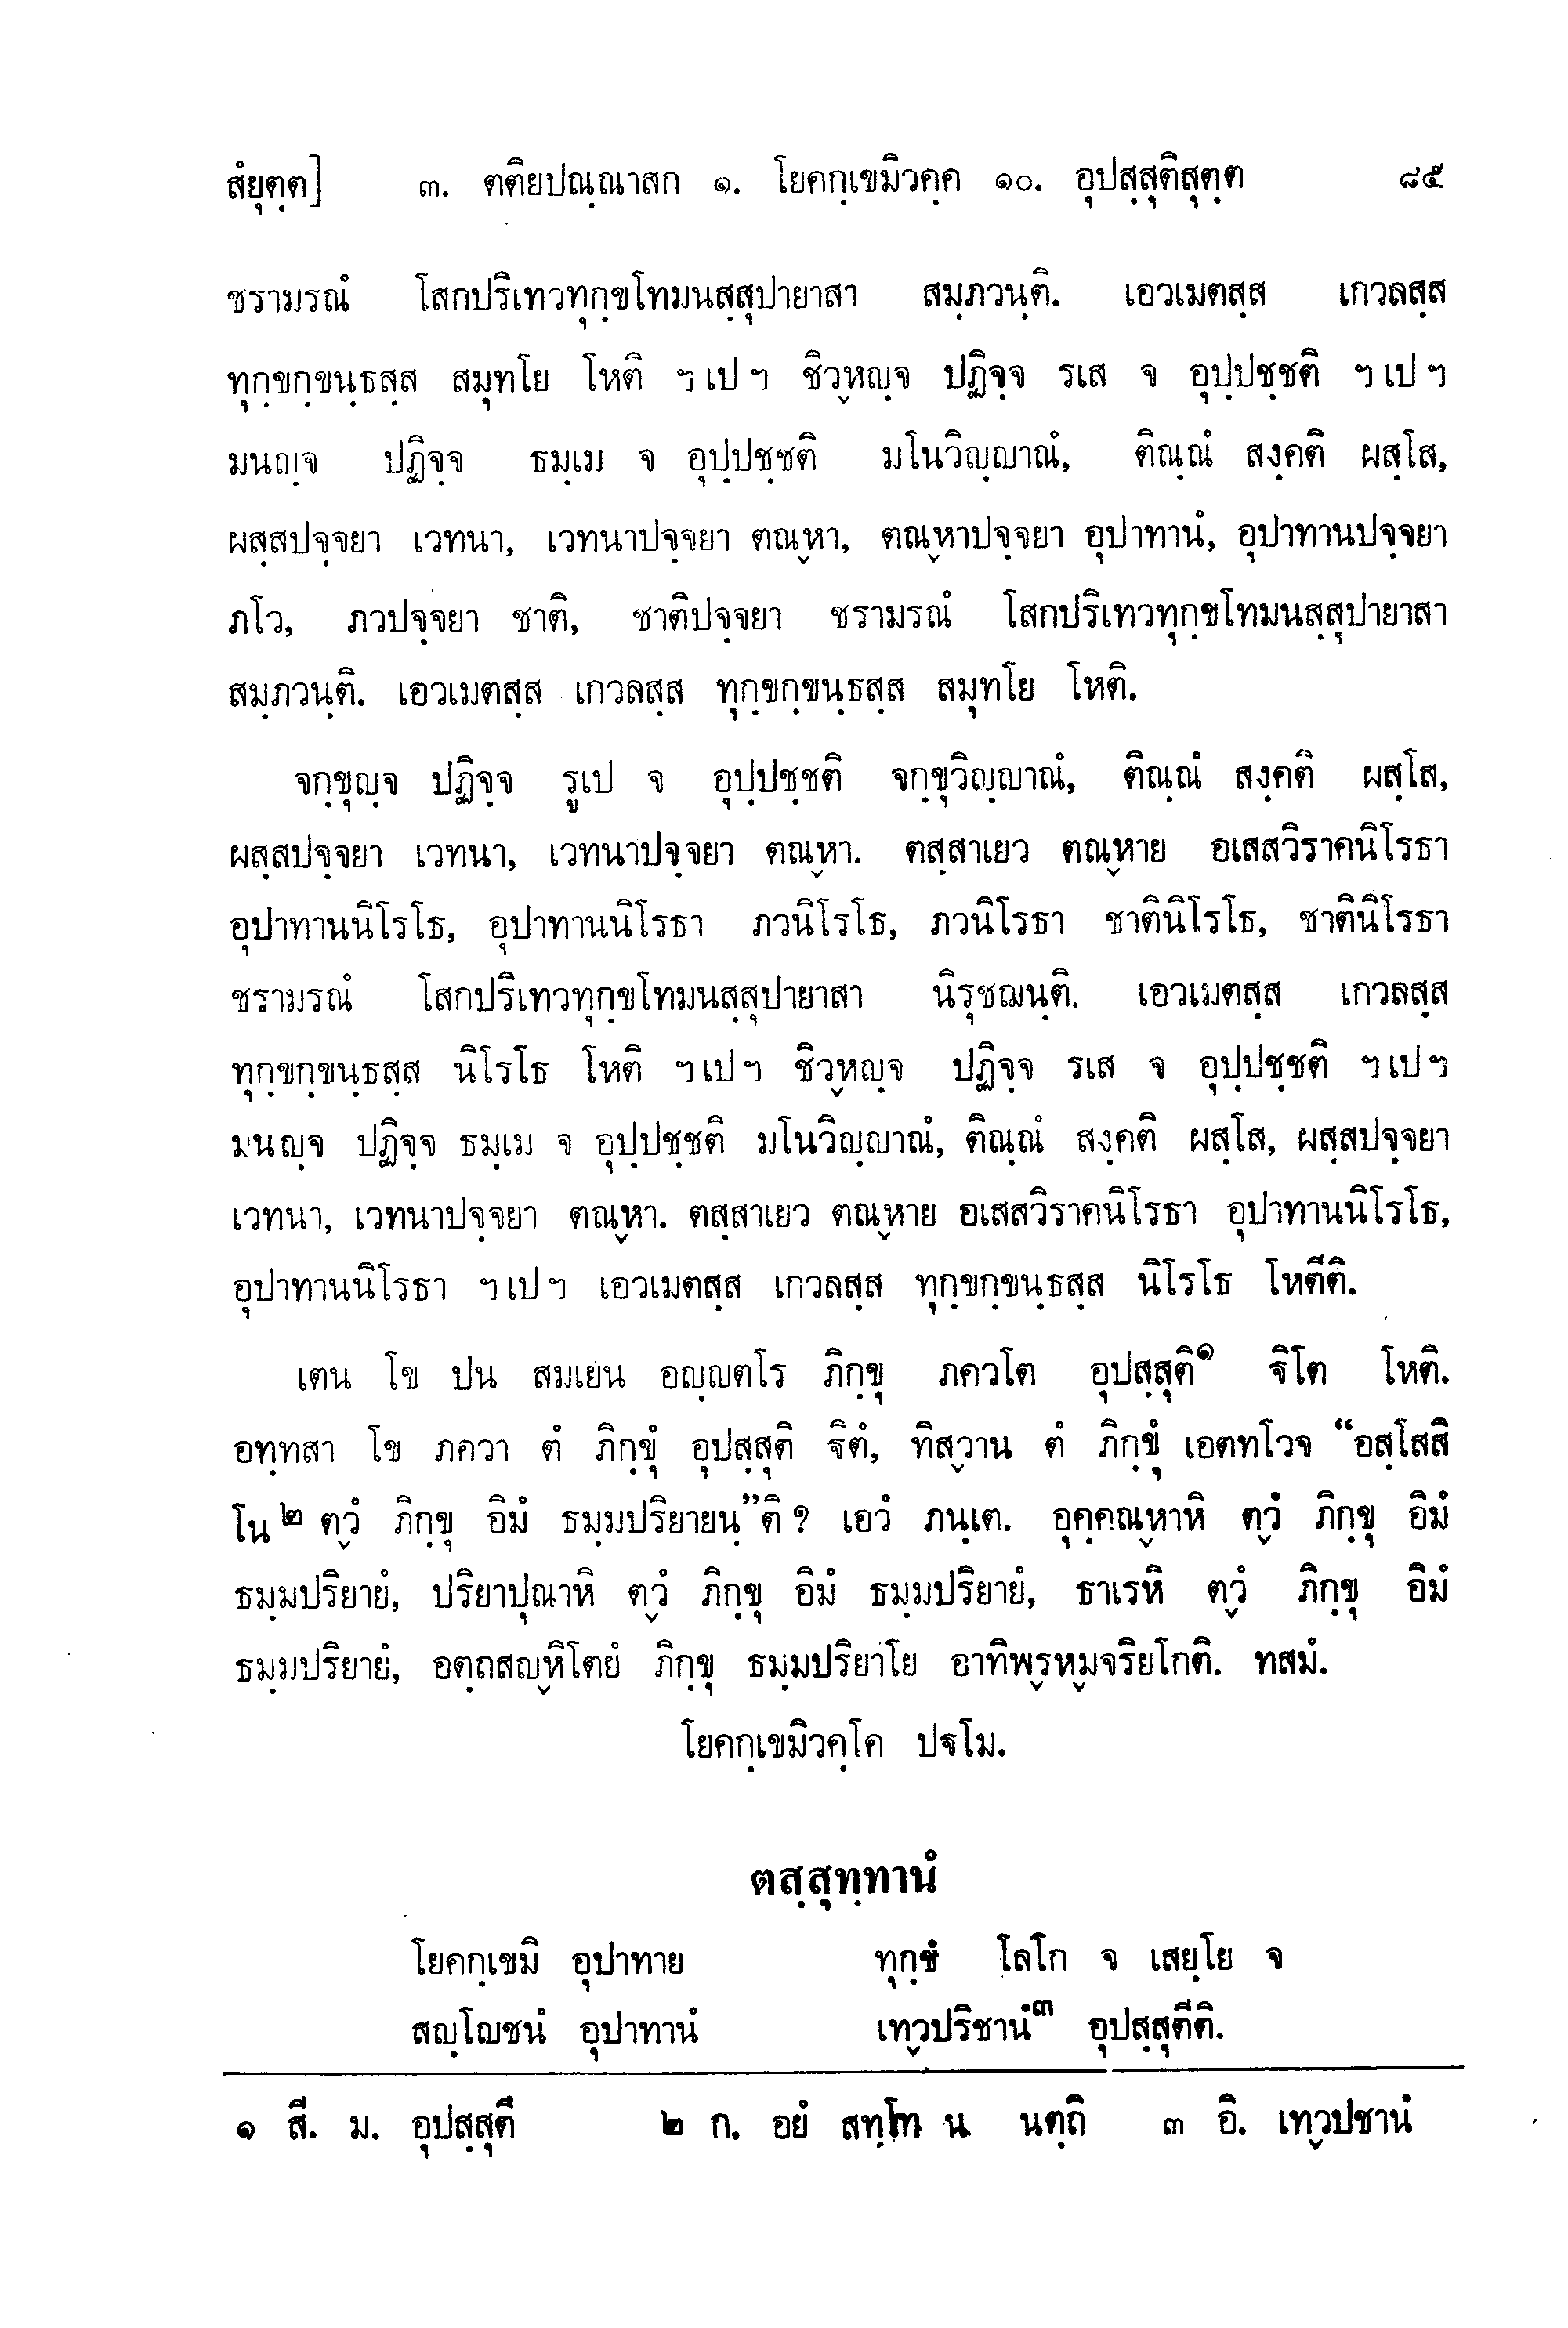 สํยุตฺต] ๓. ตติยปณฺณาสก ๑. โยคกฺเขมิวคฺค ๑๐. อุปสฺสุติสุตฺต ๘๕
ชรามรณํ โสกปริเทวทุกฺขโทมนสฺสุปายาสา สมฺภวนฺติ. เอวเมตสฺส เกวลสฺส
ทุกฺขกฺขนฺธสฺส สมุทโย โหติ ฯเปฯ ชิวฺหญฺจ ปฏิจฺจ รเส จ อุปฺปชฺชติ ฯเปฯ
มนญฺจ ปฏิจฺจ ธมฺเม จ อุปฺปชฺชติ มโนวิญฺญาณํ, ติณฺณํ สงฺคติ ผสฺโส,
ผสฺสปจฺจยา เวทนา, เวทนาปจฺจยา ตณฺหา, ตณฺหาปจฺจยา อุปาทานํ, อุปาทานปจฺจยา
ภโว, ภวปจฺจยา ชาติ, ชาติปจฺจยา ชรามรณํ โสกปริเทวทุกฺขโทมนสฺสุปายาสา
สมฺภวนฺติ. เอวเมตสฺส เกวลสฺส ทุกฺขกฺขนฺธสฺส สมุทโย โหติ.
จกฺขุญฺจ ปฏิจฺจ รูเป จ อุปฺปชฺชติ จกฺขุวิญฺญาณํ, ติณฺณํ สงฺคติ ผสฺโส,
ผสฺสปจฺจยา เวทนา, เวทนาปจฺจยา ตณฺหา. ตสฺสาเยว ตณฺหาย อเสสวิราคนิโรธา
อุปาทานนิโรโธ, อุปาทานนิโรธา ภวนิโรโธ, ภวนิโรธา ชาตินิโรโธ, ชาตินิโรธา
ชรามรณํ โสกปริเทวทุกฺขโทมนสฺสุปายาสา นิรุชฌนฺติ. เอวเมตสฺส เกวลสฺส
ทุกฺขกฺขนฺธสฺส นิโรโธ โหติ ฯเปฯ ชิวฺหญฺจ ปฏิจฺจ รเส จ อุปฺปชฺชติ ฯเปฯ
มนญฺจ ปฏิจฺจ ธมฺเม จ อุปฺปชฺชติ มโนวิญฺญาณํ, ติณฺณํ สงฺคติ ผสฺโส, ผสฺสปจฺจยา
เวทนา, เวทนาปจฺจยา ตณฺหา. ตสฺสาเยว ตณฺหาย อเสสวิราคนิโรธา อุปาทานนิโรโธ,
อุปาทานนิโรธา ฯเปฯ เอวเมตสฺส เกวลสฺส ทุกฺขกฺขนฺธสฺส นิโรโธ โหตีติ.
เตน โข ปน สมเยน อญฺญตโร ภิกฺขุ ภควโต อุปสฺสุติ๑ ฐิโต โหติ.
อทฺทสา โข ภควา ตํ ภิกฺขุํ อุปสฺสุติ ฐิตํ, ทิสฺวาน ตํ ภิกฺขุํ เอตทโวจ “อสฺโสสิ
โน๒ ตฺวํ ภิกฺขุ อิมํ ธมฺมปริยายนฺ”ติ? เอวํ ภนฺเต. อุคฺคณฺหาหิ ตฺวํ ภิกฺขุ อิมํ
ธมฺมปริยายํ, ปริยาปุณาหิ ตฺวํ ภิกฺขุ อิมํ ธมฺมปริยายํ, ธาเรหิ ตฺวํ ภิกฺขุ อิมํ
ธมฺมปริยายํ, อตฺถสญฺหิโตยํ ภิกฺขุ ธมฺมปริยาโย อาทิพฺรหฺมจริยโกติ. ทสมํ.
โยคกฺเขมิวคฺโค ปฐโม.
ตสฺสุทฺทานํ
โยคกฺเขมิ อุปาทาย ทุกฺขํ โลโก จ เสยฺโย จ
สญฺโญชนํ อุปาทานํ เทฺวปริชานํ๓ อุปสฺสุตีติ.
๑ สี. ม. อุปสฺสุตึ ๒ ก. อยํ สทฺโท น นตฺถิ ๓ อิ. เทฺวปชานํ